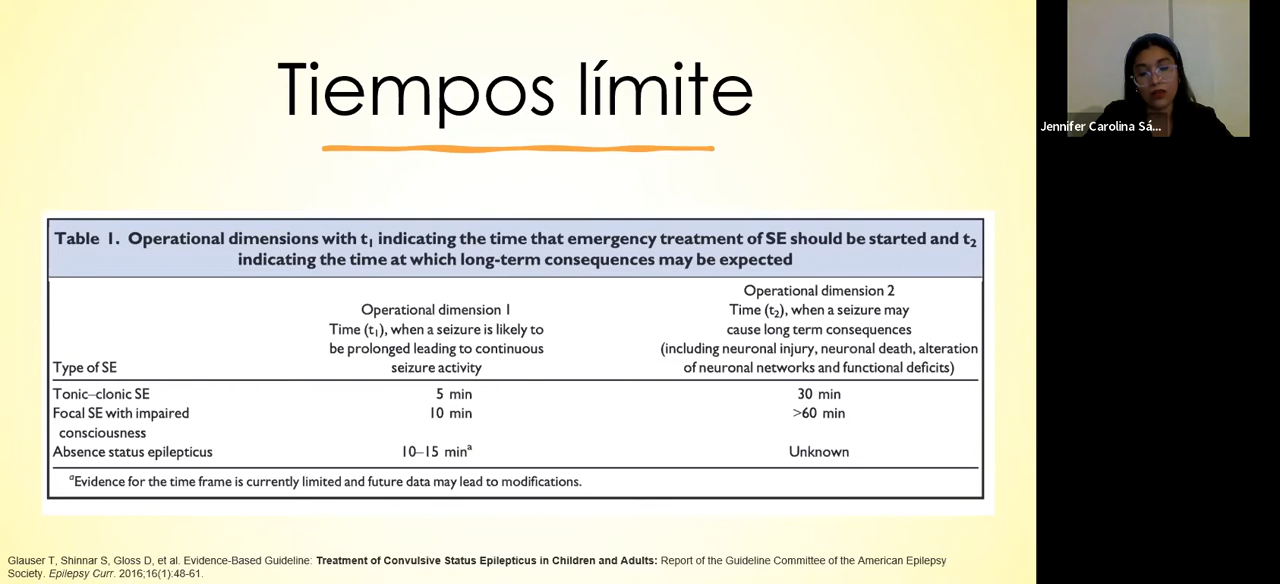 Tiempos límite
Jennifer Carolina Sá...
Table 1. Operational dimensions with t₁ indicating the time that emergency treatment of SE should be started and t₂
indicating the time at which long-term consequences may be expected
Type of SE
Operational dimension 1
Time (t₁), when a seizure is likely to
be prolonged leading to continuous
seizure activity
Operational dimension 2
Time (t₂), when a seizure may
cause long term consequences
(including neuronal injury, neuronal death, alteration
of neuronal networks and functional deficits)
Tonic–clonic SE 5 min 30 min
Focal SE with impaired 10 min >60 min
consciousness
Absence status epilepticus 10–15 minᵃ Unknown
ᵃEvidence for the time frame is currently limited and future data may lead to modifications.
Glauser T, Shinnar S, Gloss D, et al. Evidence-Based Guideline: Treatment of Convulsive Status Epilepticus in Children and Adults: Report of the Guideline Committee of the American Epilepsy
Society. Epilepsy Curr. 2016;16(1):48-61.